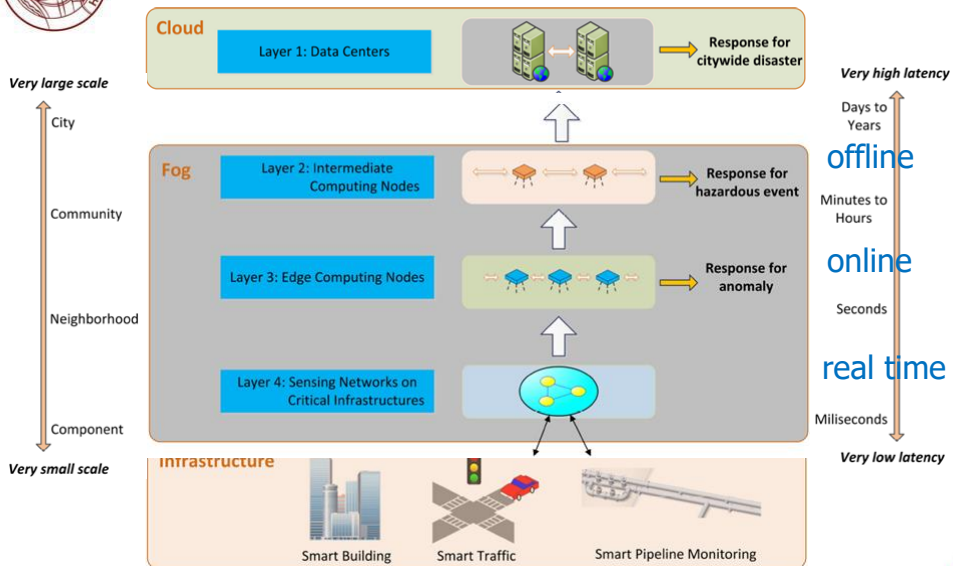 Cloud
Layer 1: Data Centers
Response for
citywide disaster
Very large scale
City
Community
Neighborhood
Component
Very small scale
Fog
Layer 2: Intermediate
Computing Nodes
Response for
hazardous event
Layer 3: Edge Computing Nodes
Response for
anomaly
Layer 4: Sensing Networks on
Critical Infrastructures
Very high latency
Days to
Years
offline
Minutes to
Hours
online
Seconds
real time
Miliseconds
Very low latency
Infrastructure
Smart Building
Smart Traffic
Smart Pipeline Monitoring